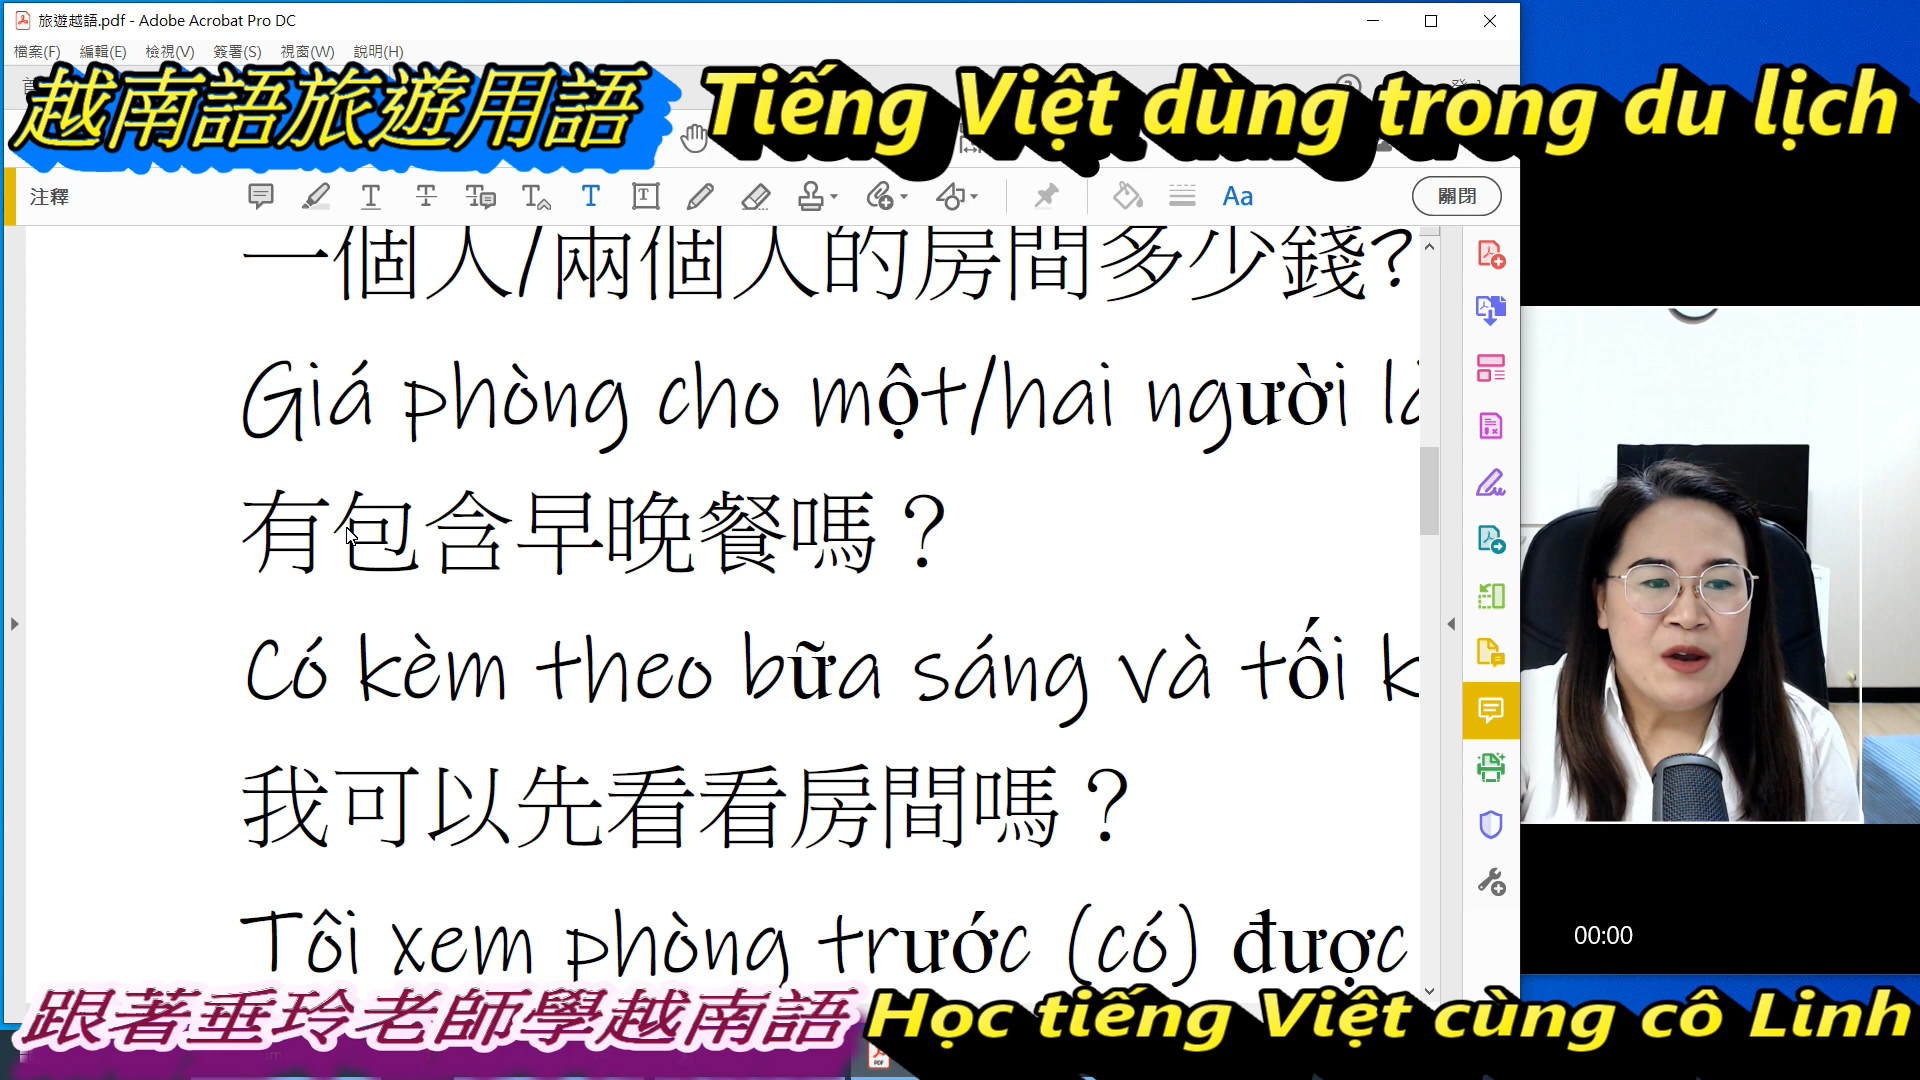 旅遊越語.pdf - Adobe Acrobat Pro DC
檔案(F) 編輯(E) 檢視(V) 簽署(S) 視窗(W) 說明(H)
越南語旅遊用語 Tiếng Việt dùng trong du lịch
注釋
Aa
關閉
一個人/兩個人的房間多少錢?
Giá phòng cho một/hai người
有包含早晚餐嗎？
Có kèm theo bữa sáng và tối
我可以先看看房間嗎？
Tôi xem phòng trước (có) được
00:00
跟著垂玲老師學越南語 Học tiếng Việt cùng cô Linh